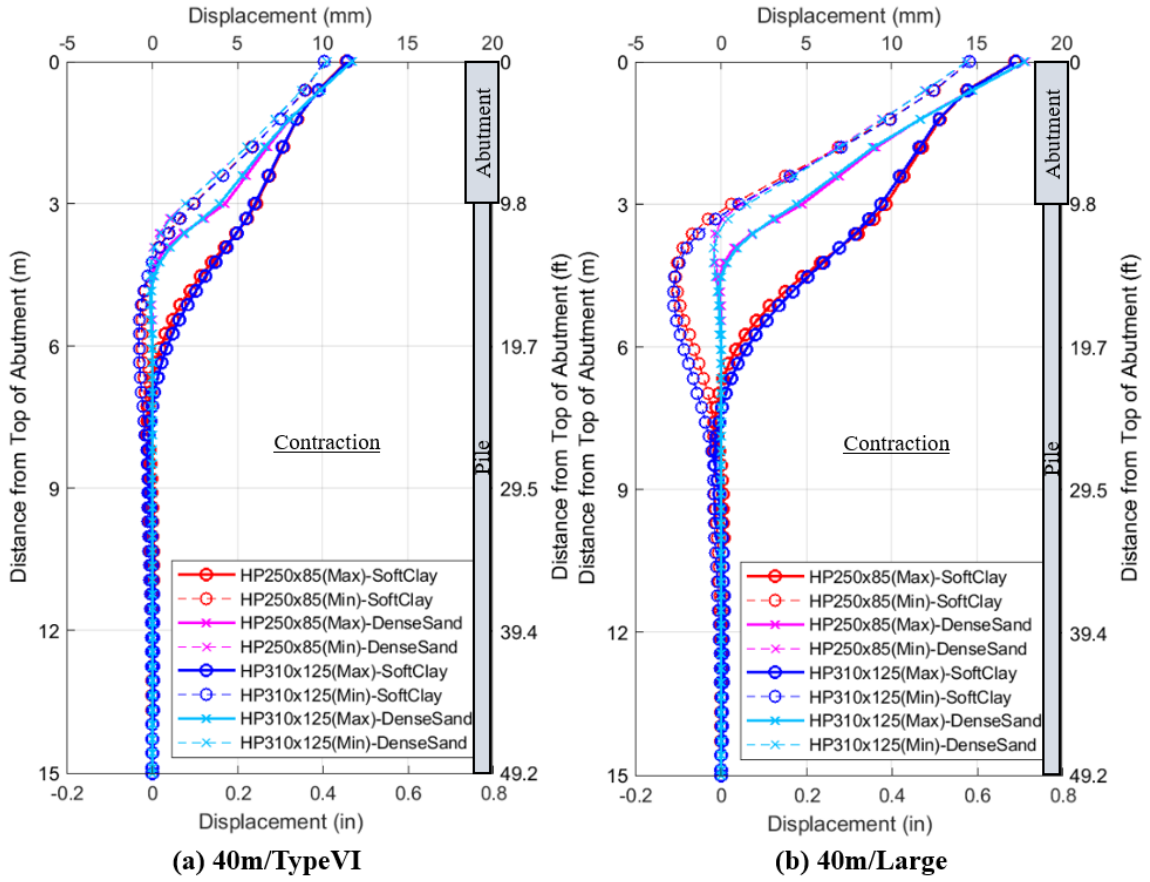 Displacement (mm)
-5 0 5 10 15 20
0
3
6
9
12
15
Distance from Top of Abutment (m)
0
9.8
19.7
29.5
39.4
49.2
Distance from Top of Abutment (ft)
Abutment
Pile
Contraction
HP250x85(Max)-SoftClay
HP250x85(Min)-SoftClay
HP250x85(Max)-DenseSand
HP250x85(Min)-DenseSand
HP310x125(Max)-SoftClay
HP310x125(Min)-SoftClay
HP310x125(Max)-DenseSand
HP310x125(Min)-DenseSand
-0.2 0 0.2 0.4 0.6 0.8
Displacement (in)
(a) 40m/TypeVI
Displacement (mm)
-5 0 5 10 15 20
0
3
6
9
12
15
Distance from Top of Abutment (m)
0
9.8
19.7
29.5
39.4
49.2
Distance from Top of Abutment (ft)
Abutment
Pile
Contraction
HP250x85(Max)-SoftClay
HP250x85(Min)-SoftClay
HP250x85(Max)-DenseSand
HP250x85(Min)-DenseSand
HP310x125(Max)-SoftClay
HP310x125(Min)-SoftClay
HP310x125(Max)-DenseSand
HP310x125(Min)-DenseSand
-0.2 0 0.2 0.4 0.6 0.8
Displacement (in)
(b) 40m/Large